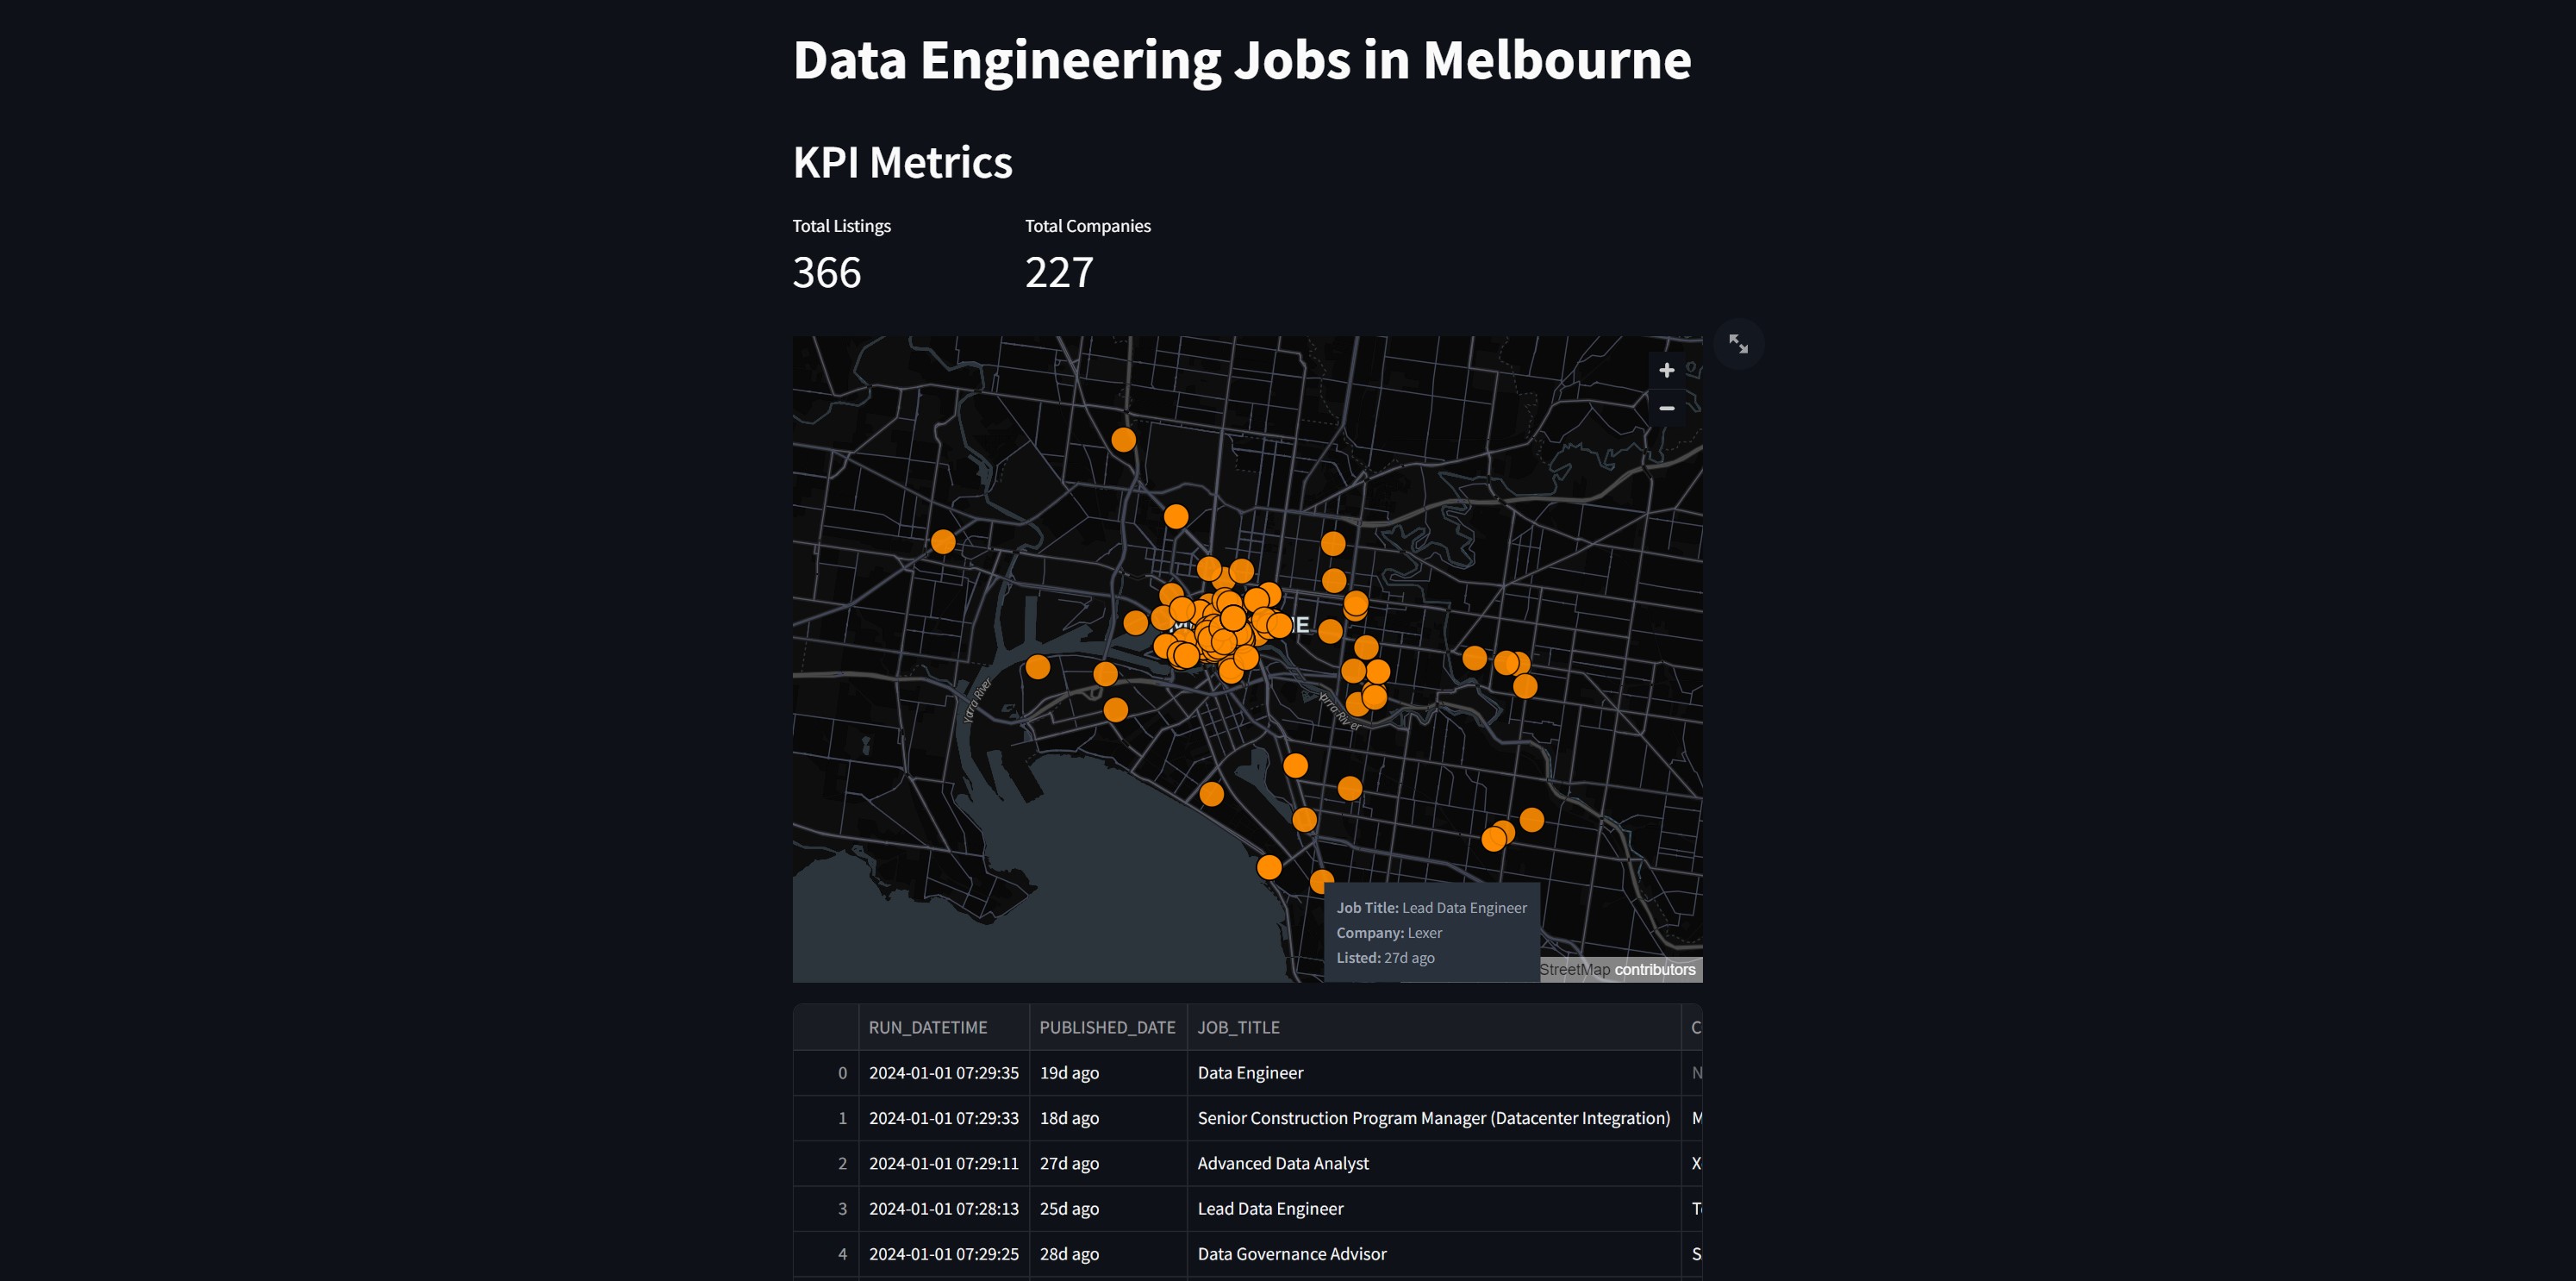 Data Engineering Jobs in Melbourne
KPI Metrics
Total Listings
Total Companies
366
227
+
−
E
Yarra River
Yarra River
Job Title: Lead Data Engineer
Company: Lexer
Listed: 27d ago
StreetMap contributors
RUN_DATETIME PUBLISHED_DATE JOB_TITLE C
0 2024-01-01 07:29:35 19d ago Data Engineer N
1 2024-01-01 07:29:33 18d ago Senior Construction Program Manager (Datacenter Integration) M
2 2024-01-01 07:29:11 27d ago Advanced Data Analyst X
3 2024-01-01 07:28:13 25d ago Lead Data Engineer T
4 2024-01-01 07:29:25 28d ago Data Governance Advisor S